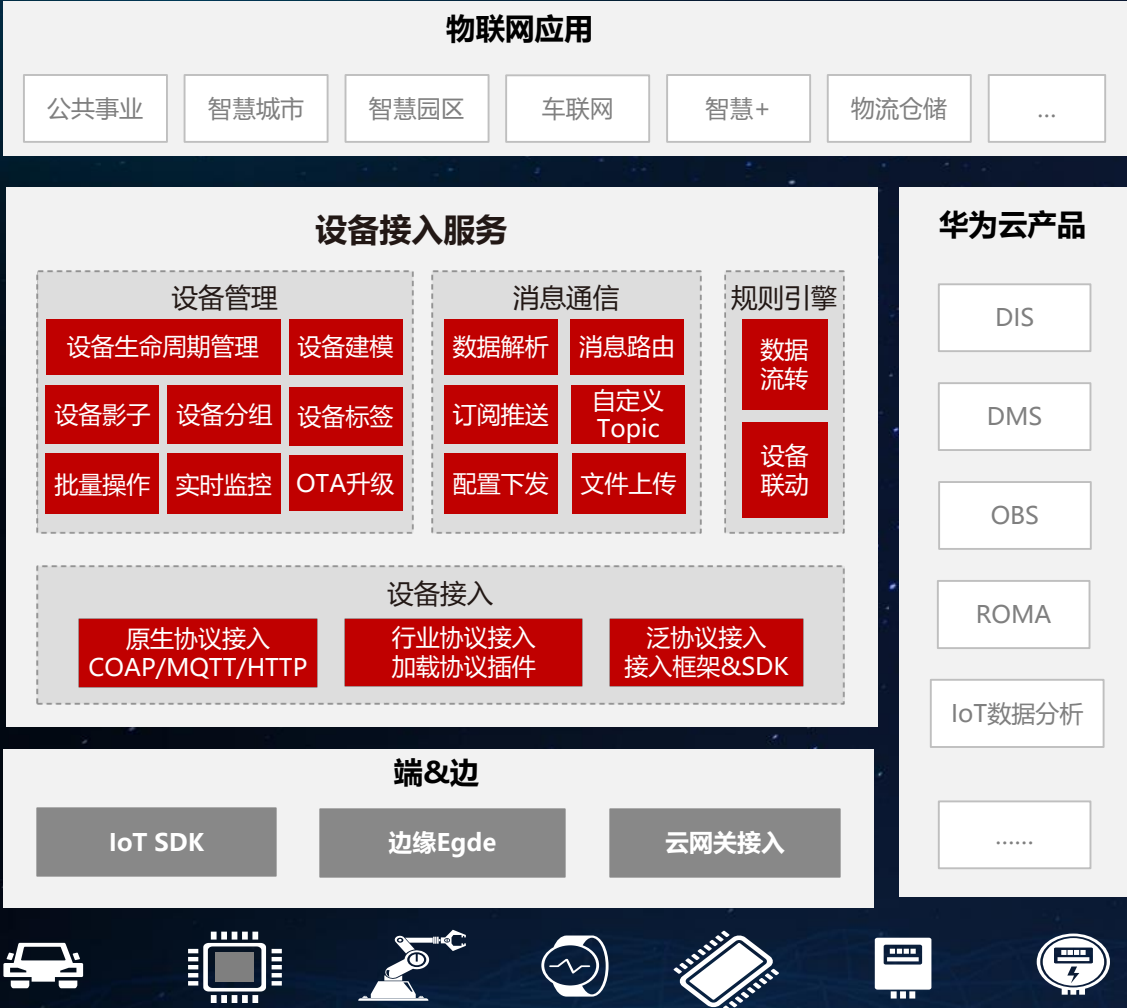 物联网应用
公共事业
智慧城市
智慧园区
车联网
智慧+
物流仓储
...
设备接入服务
设备管理
设备生命周期管理
设备建模
设备影子
设备分组
设备标签
批量操作
实时监控
OTA升级
消息通信
数据解析
消息路由
订阅推送
自定义
Topic
配置下发
文件上传
规则引擎
数据
流转
设备
联动
设备接入
原生协议接入
COAP/MQTT/HTTP
行业协议接入
加载协议插件
泛协议接入
接入框架&SDK
华为云产品
DIS
DMS
OBS
ROMA
IoT数据分析
......
端&边
IoT SDK
边缘Egde
云网关接入